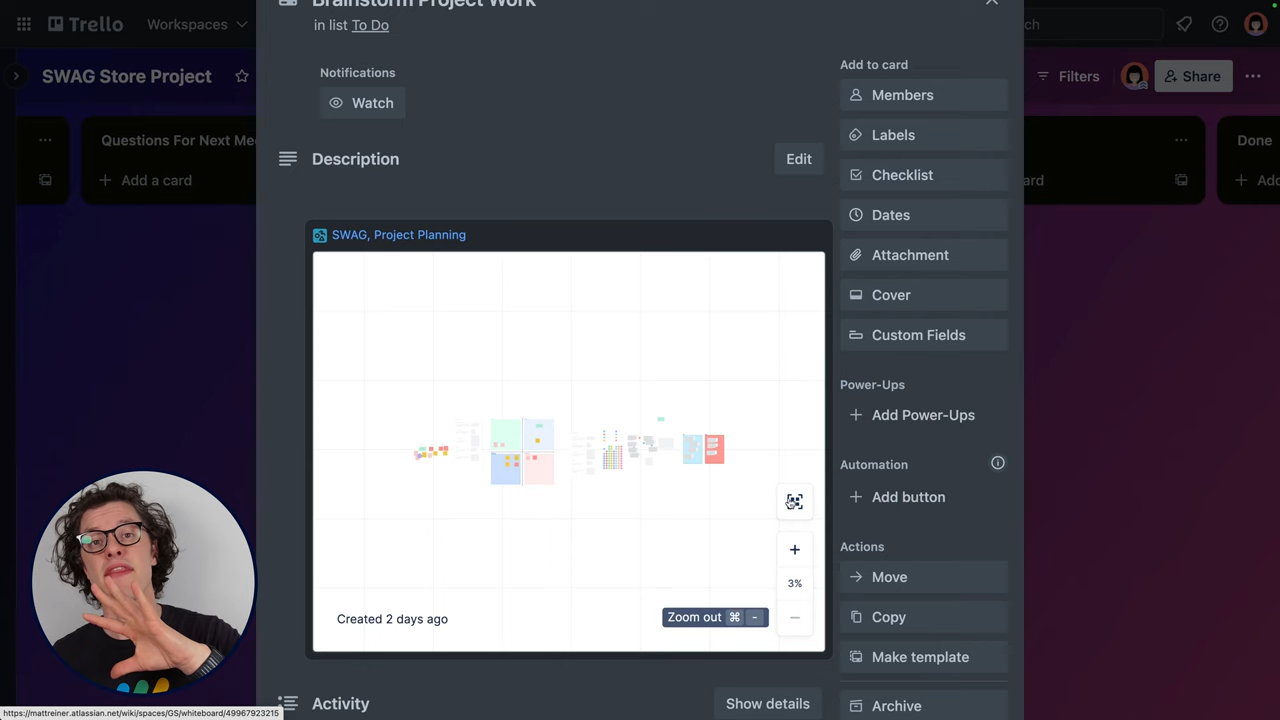 Brainstorm Project Work
in list To Do
Trello
Workspaces
SWAG Store Project
Filters
Share
Notifications
Watch
Description
Edit
SWAG, Project Planning
Created 2 days ago
3%
Zoom out ⌘ -
Activity
Show details
Add to card
Members
Labels
Checklist
Dates
Attachment
Cover
Custom Fields
Power-Ups
Add Power-Ups
Automation
Add button
Actions
Move
Copy
Make template
Archive
Questions For Next Me
Add a card
Done
https://mattreiner.atlassian.net/wiki/spaces/GS/whiteboard/49967923215